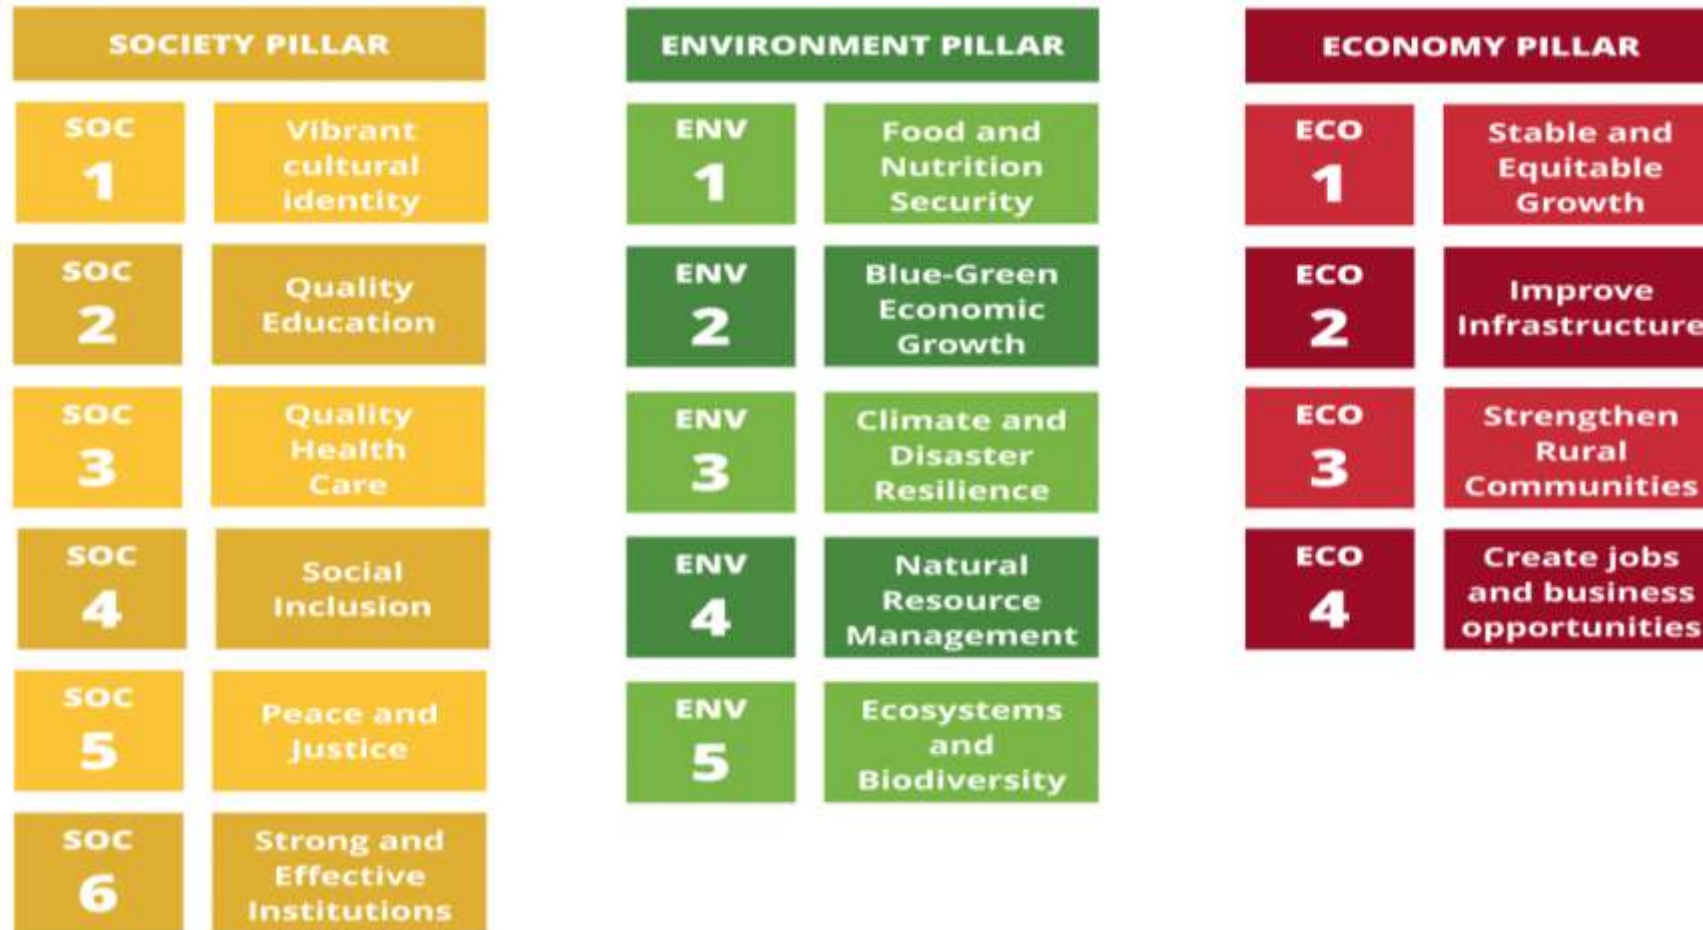 SOCIETY PILLAR
SOC
1
Vibrant
cultural
identity
SOC
2
Quality
Education
SOC
3
Quality
Health
Care
SOC
4
Social
Inclusion
SOC
5
Peace and
Justice
SOC
6
Strong and
Effective
Institutions
ENVIRONMENT PILLAR
ENV
1
Food and
Nutrition
Security
ENV
2
Blue-Green
Economic
Growth
ENV
3
Climate and
Disaster
Resilience
ENV
4
Natural
Resource
Management
ENV
5
Ecosystems
and
Biodiversity
ECONOMY PILLAR
ECO
1
Stable and
Equitable
Growth
ECO
2
Improve
Infrastructure
ECO
3
Strengthen
Rural
Communities
ECO
4
Create jobs
and business
opportunities